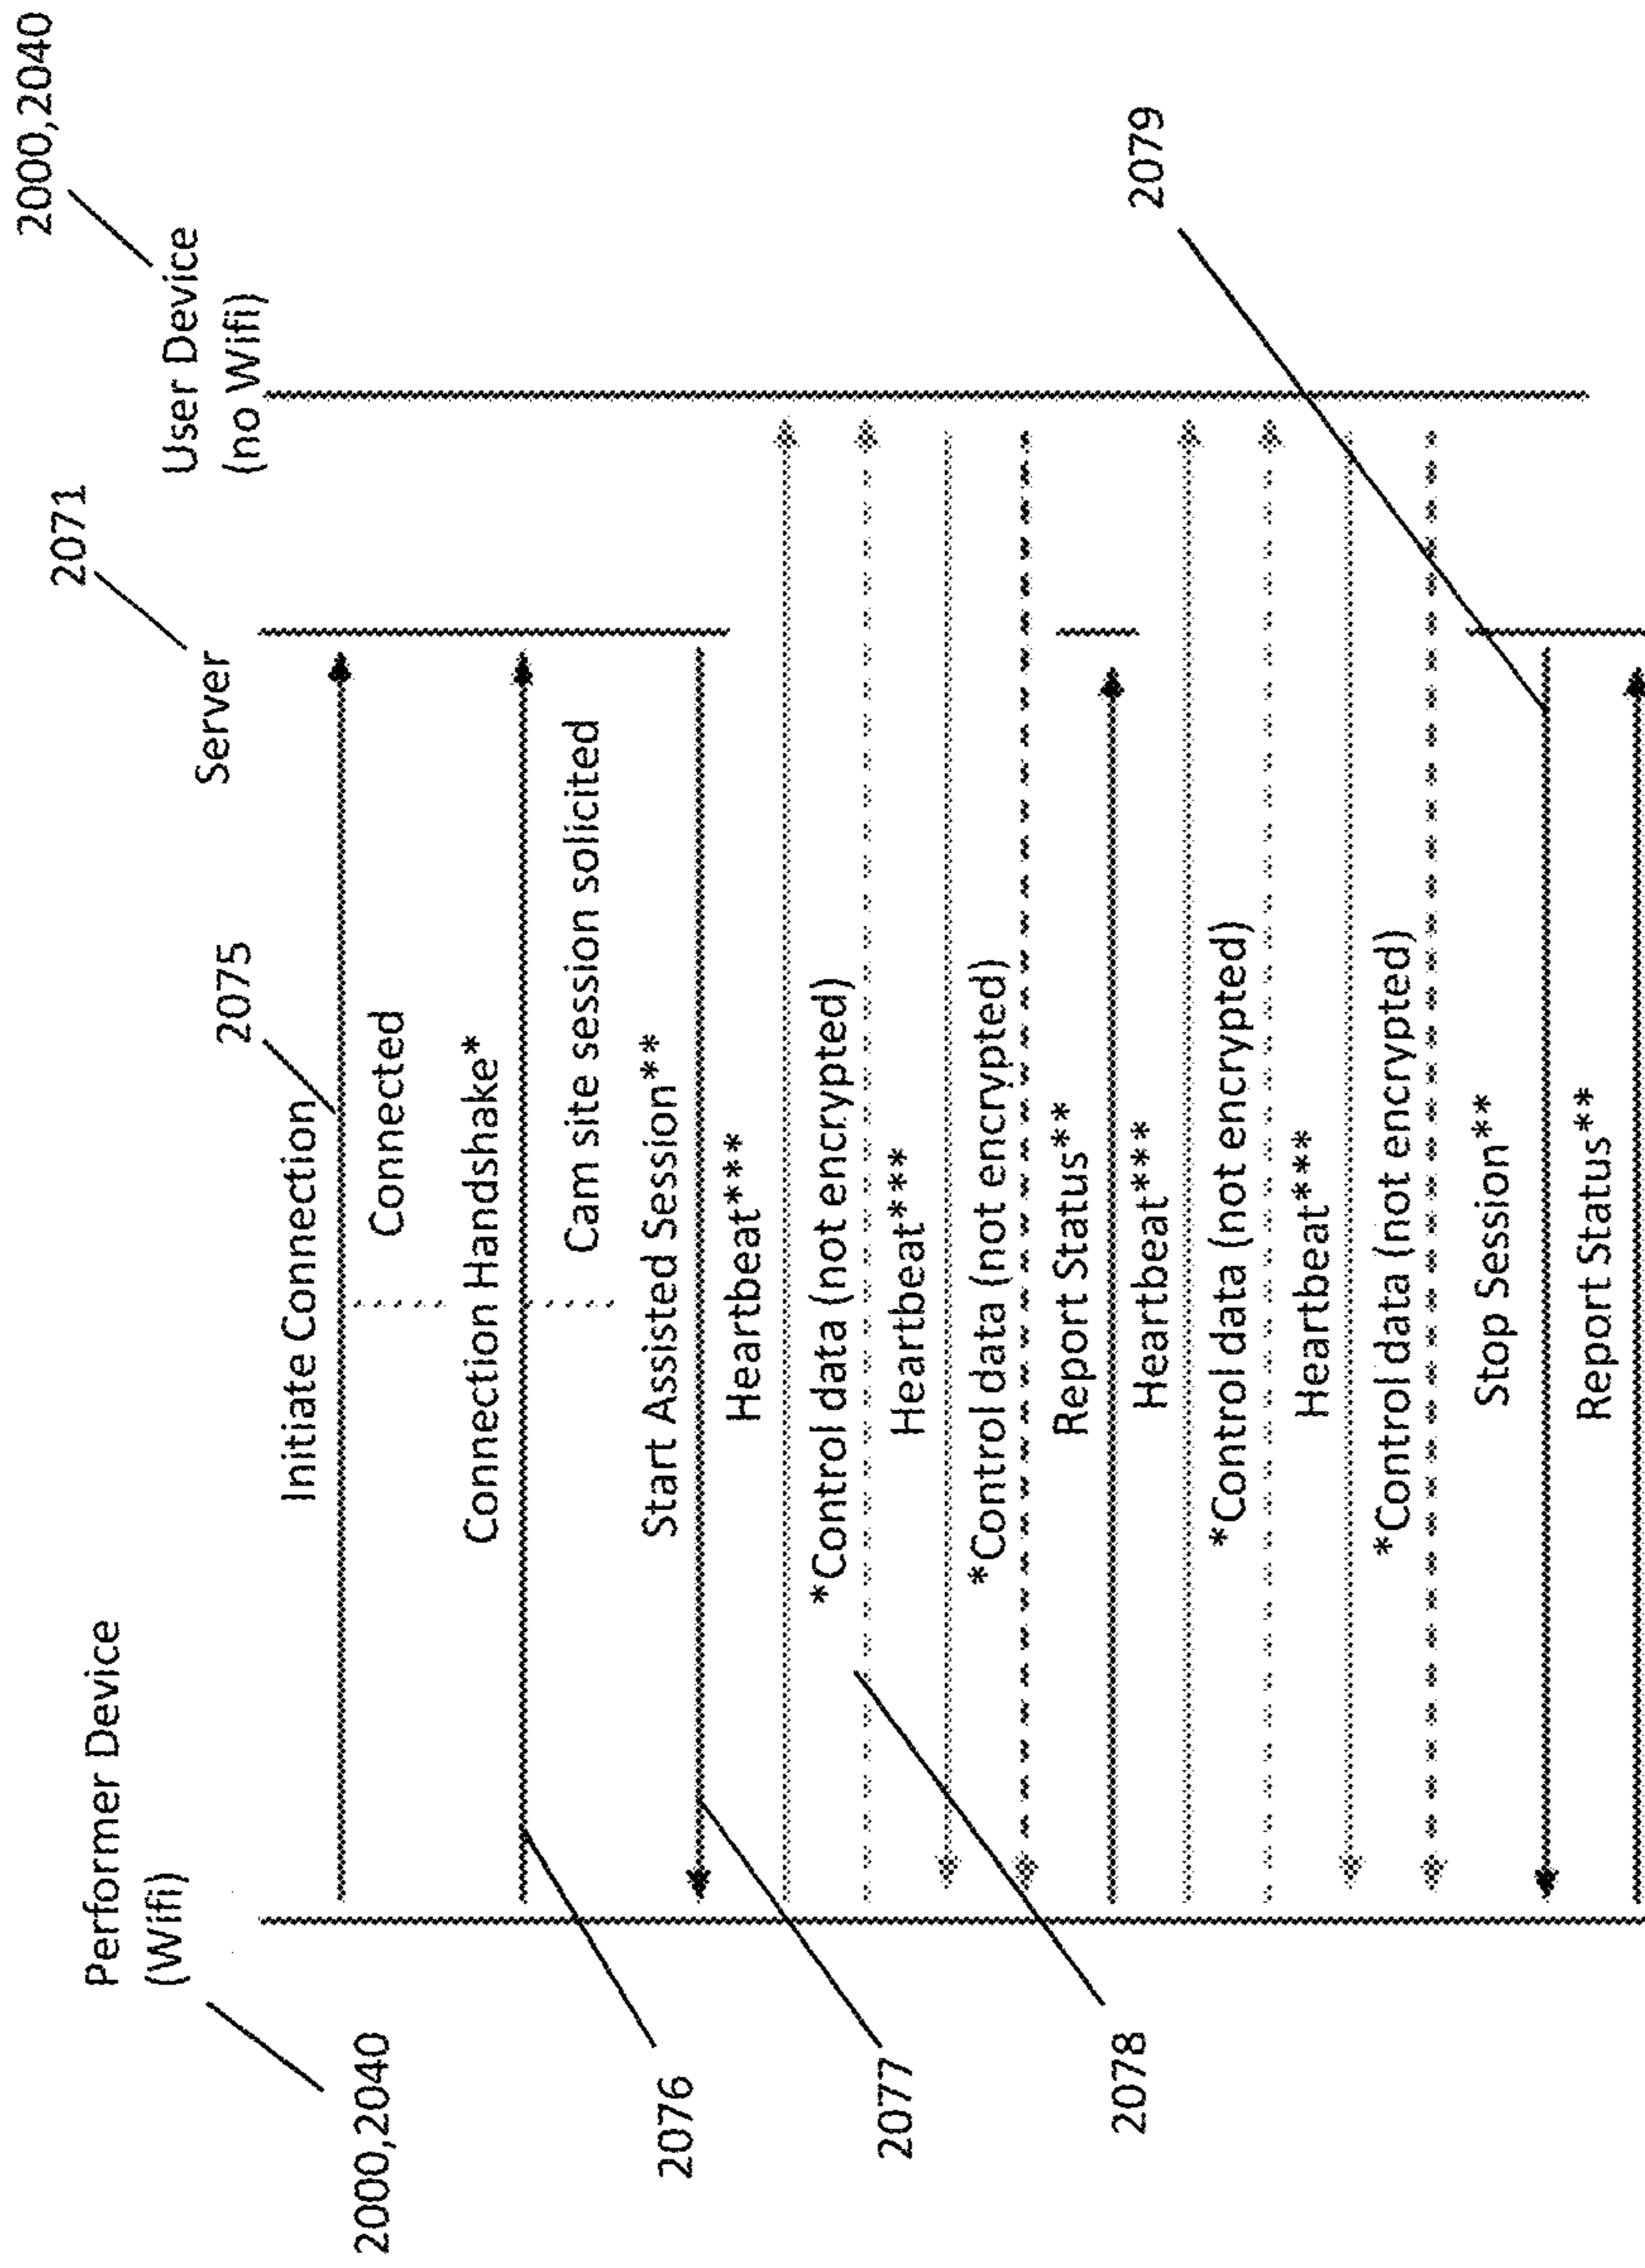 2000,2040
Performer Device
(Wifi)
Server
2071
User Device
(no Wifi)
2000,2040
Initiate Connection
2075
Connected
Connection Handshake*
2076
Cam site session solicited
Start Assisted Session**
2077
Heartbeat***
*Control data (not encrypted)
2078
Heartbeat***
*Control data (not encrypted)
Report Status**
Heartbeat***
*Control data (not encrypted)
Heartbeat***
*Control data (not encrypted)
2079
Stop Session**
Report Status**